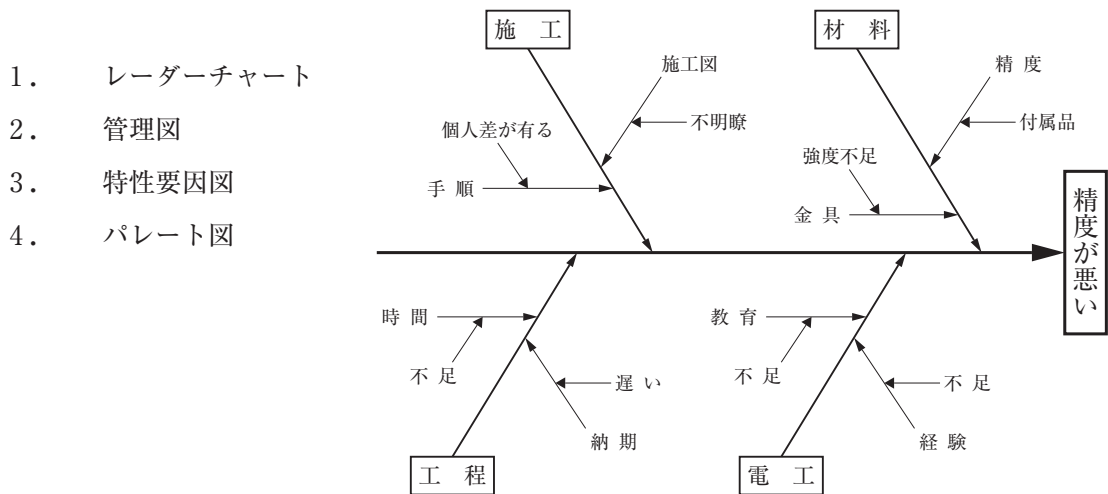 1. レーダーチャート
2. 管理図
3. 特性要因図
4. パレート図
施 工
材 料
施工図
精 度
個人差が有る
不明瞭
付属品
強度不足
手 順
金 具
精度が悪い
時 間
教 育
不 足
遅 い
不 足
不 足
納 期
経 験
工 程
電 工